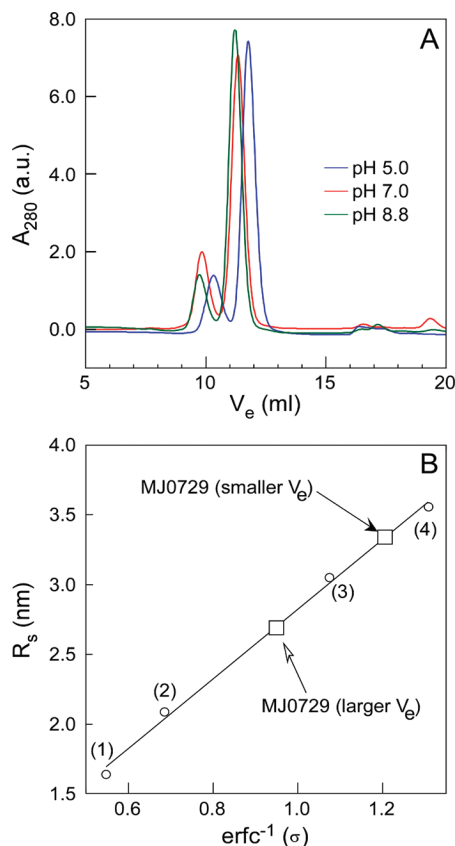 A
8.0
6.0
4.0
2.0
0.0
A280 (a.u.)
pH 5.0
pH 7.0
pH 8.8
5
10
15
20
Ve (ml)
B
4.0
3.5
3.0
2.5
2.0
1.5
Rs (nm)
MJ0729 (smaller Ve)
(4)
(3)
(2)
MJ0729 (larger Ve)
(1)
0.6
0.8
1.0
1.2
erfc-1 (σ)